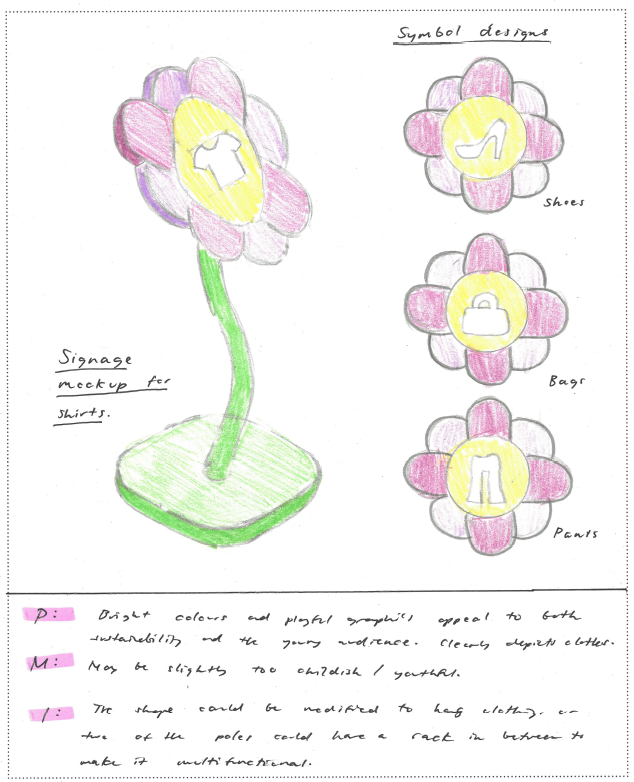 Symbol designs
Shoes
Signage
mockup for
shirts.
Bags
Pants
P: Bright colours and playful graphics appeal to both
sustainability and the young audience. Clearly depicts clothes.
M: May be slightly too childish / youthful.
I: The shape could be modified to hang clothing. or
two of the poles could have a rack in between to
make it multifunctional.